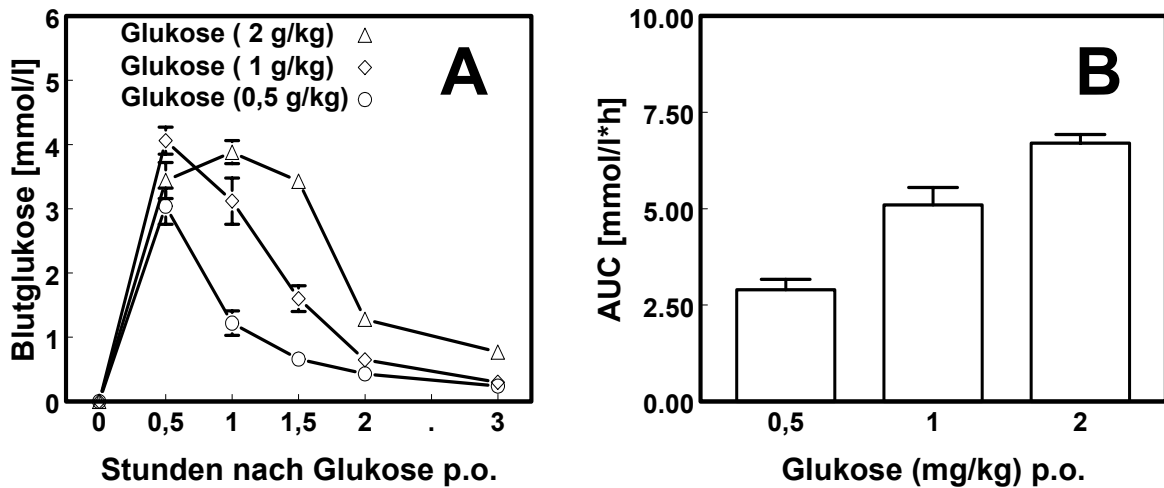 A
Glukose ( 2 g/kg)
Glukose ( 1 g/kg)
Glukose (0,5 g/kg)
Blutglukose [mmol/l]
6
5
4
3
2
1
0
0 0,5 1 1,5 2 . 3
Stunden nach Glukose p.o.
B
AUC [mmol/l*h]
10.00
7.50
5.00
2.50
0.00
0,5 1 2
Glukose (mg/kg) p.o.